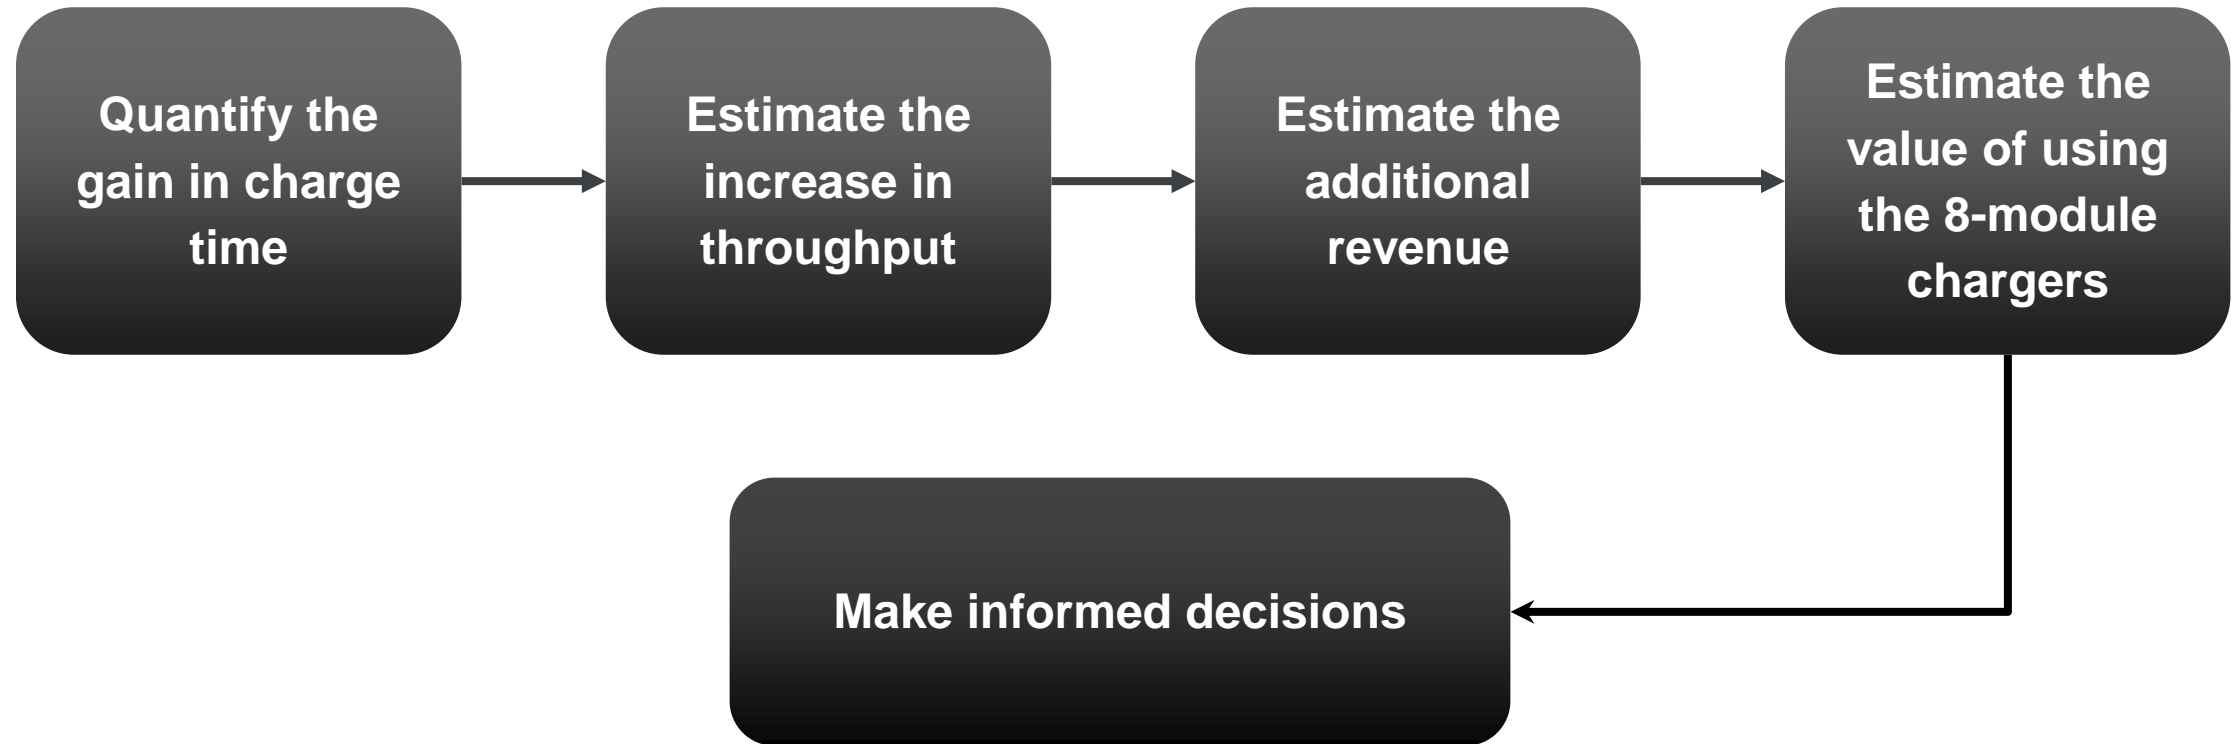 Quantify the
gain in charge
time
Estimate the
increase in
throughput
Estimate the
additional
revenue
Estimate the
value of using
the 8-module
chargers
Make informed decisions